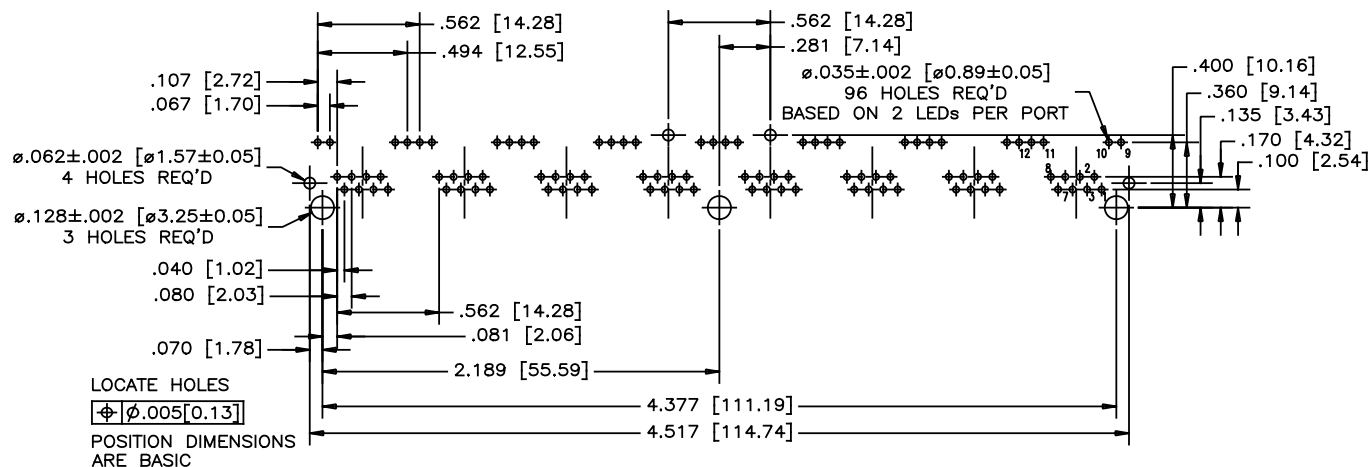 .562 [14.28]
.562 [14.28]
.494 [12.55]
.281 [7.14]
.107 [2.72]
ø.035±.002 [ø0.89±0.05]
96 HOLES REQ'D
BASED ON 2 LEDs PER PORT
.400 [10.16]
.360 [9.14]
.067 [1.70]
.135 [3.43]
.170 [4.32]
.100 [2.54]
12 11 10 9
ø.062±.002 [ø1.57±0.05]
4 HOLES REQ'D
8 2
7 3 1
ø.128±.002 [ø3.25±0.05]
3 HOLES REQ'D
.040 [1.02]
.080 [2.03]
.562 [14.28]
.081 [2.06]
.070 [1.78]
2.189 [55.59]
LOCATE HOLES
⌖ ø.005[0.13]
POSITION DIMENSIONS
ARE BASIC
4.377 [111.19]
4.517 [114.74]